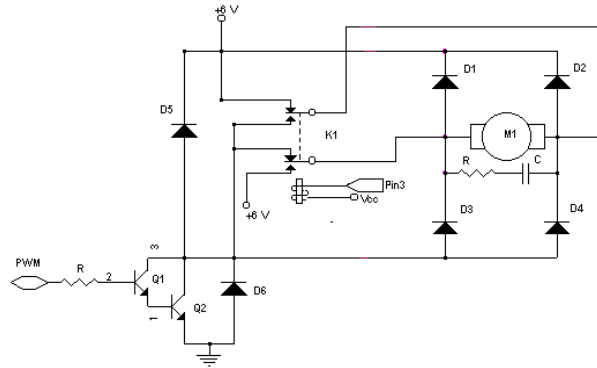 +6 V
D1
D2
D5
K1
M1
R
C
Pin3
Vcc
+6 V
D3
D4
3
PWM
R
2
Q1
D6
1
Q2